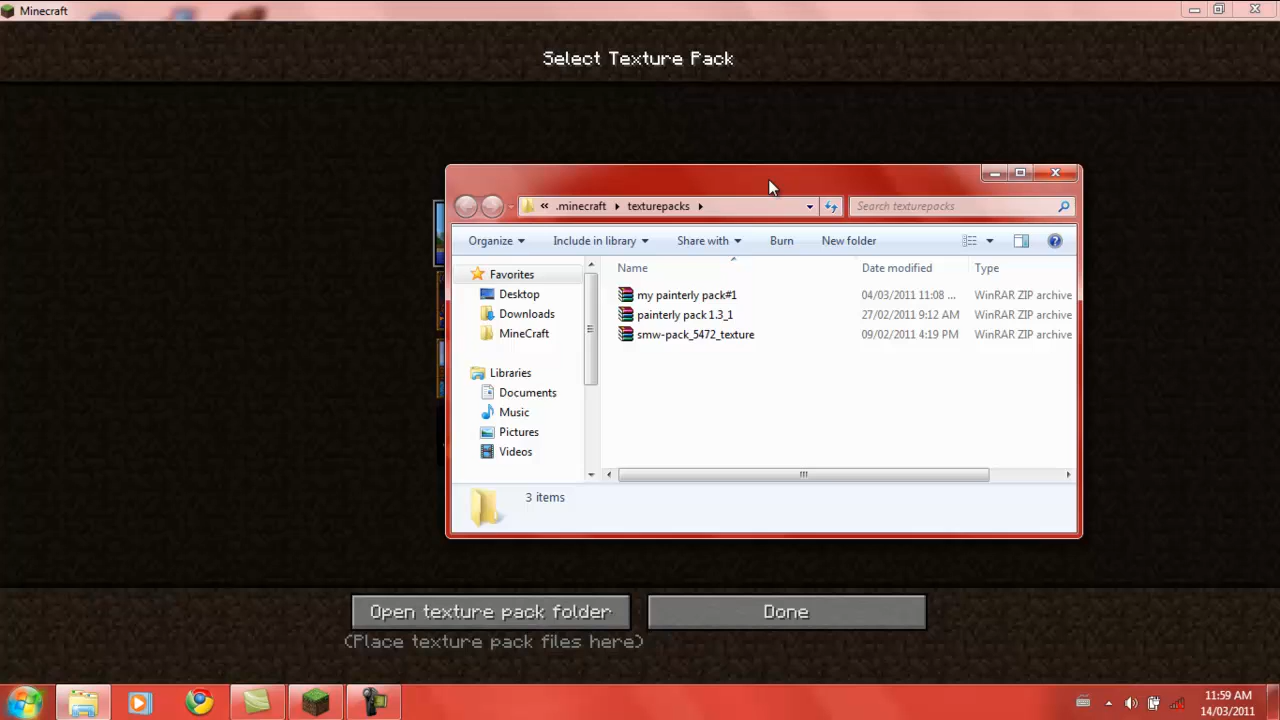 Minecraft
Select Texture Pack
« .minecraft texturepacks
Search texturepacks
Organize Include in library Share with Burn New folder
Favorites
Desktop
Downloads
MineCraft
Libraries
Documents
Music
Pictures
Videos
Name Date modified Type
my painterly pack#1 04/03/2011 11:08 ... WinRAR ZIP archive
painterly pack 1.3_1 27/02/2011 9:12 AM WinRAR ZIP archive
smw-pack_5472_texture 09/02/2011 4:19 PM WinRAR ZIP archive
3 items
Open texture pack folder
Done
(Place texture pack files here)
11:59 AM
14/03/2011